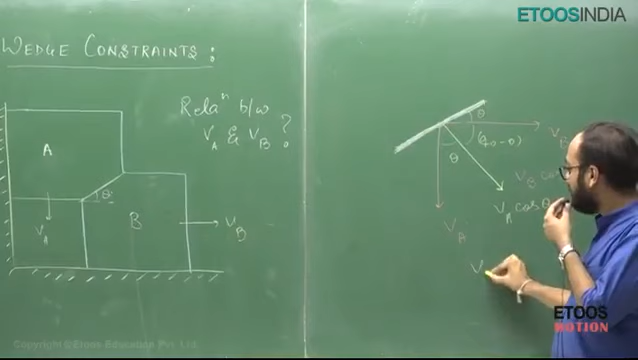 ETOOSINDIA
WEDGE CONSTRAINTS :
Relaⁿ b/w
V_A & V_B ?
A
θ
B
V_A
V_B
θ
V_B
(90-θ)
θ
V_B cos
V_A cosθ
V_A
V
ETOOS
MOTION
Copyright © Etoos Education Pvt. Ltd.